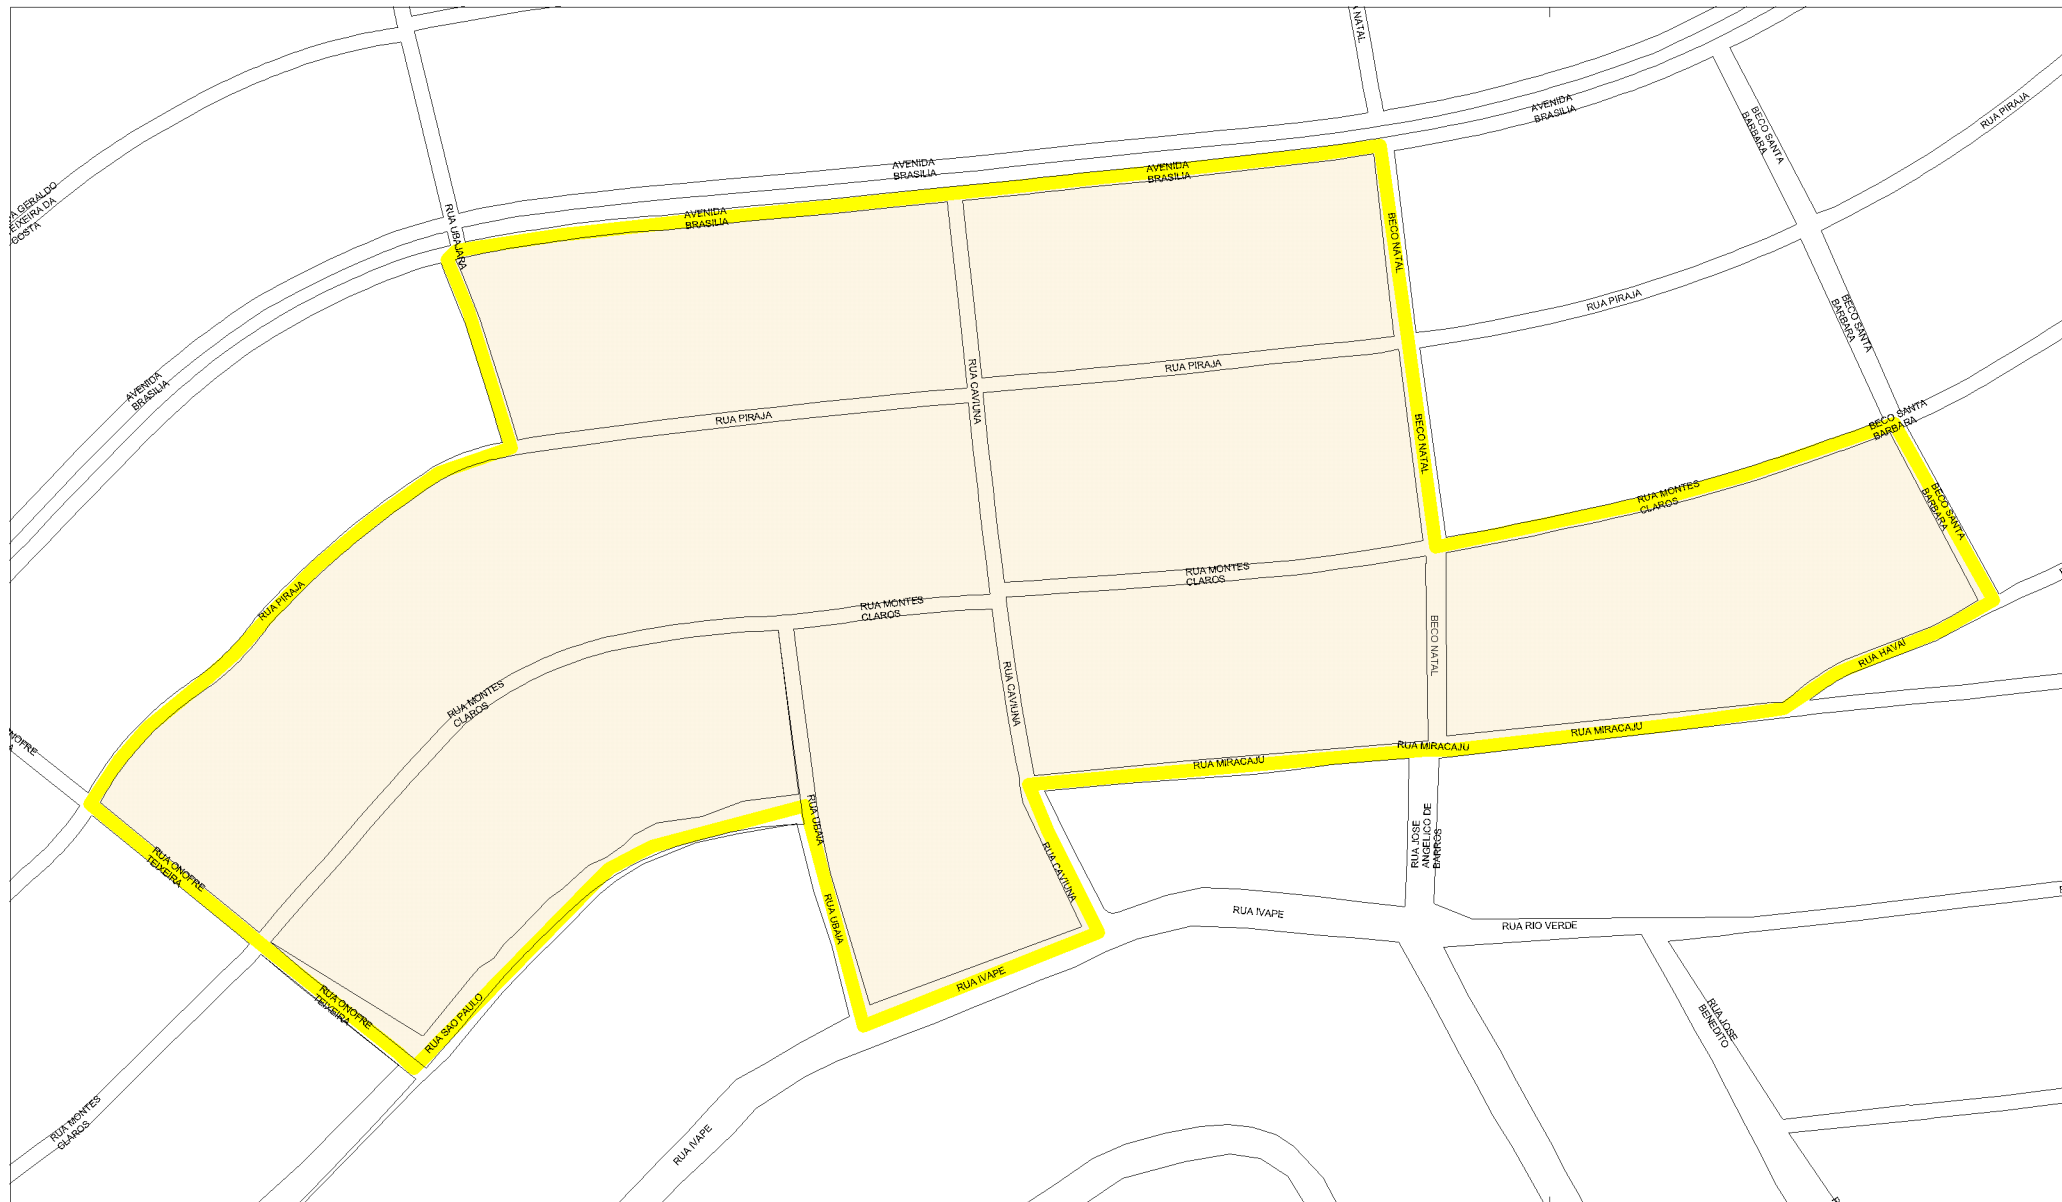 NATAL
AVENIDA
BRASILIA
BECO SANTA
BARBARA
RUA PIRAJA
A GERALDO
EIXEIRA DA
COSTA
RUA UBAJARA
AVENIDA
BRASILIA
AVENIDA
BRASILIA
AVENIDA
BRASILIA
BECO NATAL
RUA PIRAJA
BECO SANTA
BARBARA
AVENIDA
BRASILIA
RUA PIRAJA
RUA CAVIUNA
RUA PIRAJA
BECO NATAL
BECO SANTA
BARBARA
RUA MONTES
CLAROS
BECO SANTA
BARBARA
RUA PIRAJA
RUA MONTES
CLAROS
RUA MONTES
CLAROS
BECO NATAL
RUA HAVAI
RUA MONTES
CLAROS
RUA CAVIUNA
NOFRE
RUA MIRACAJU
RUA MIRACAJU
RUA MIRACAJU
RUA UBAIA
RUA JOSE
ANGELICO DE
BARROS
RUA ONOFRE
TEIXEIRA
RUA CAVIUNA
RUA UBAIA
RUA IVAPE
RUA RIO VERDE
RUA IVAPE
RUA ONOFRE
TEIXEIRA
RUA SAO PAULO
RUA JOSE
BENEDITO
RUA MONTES
CLAROS
RUA IVAPE